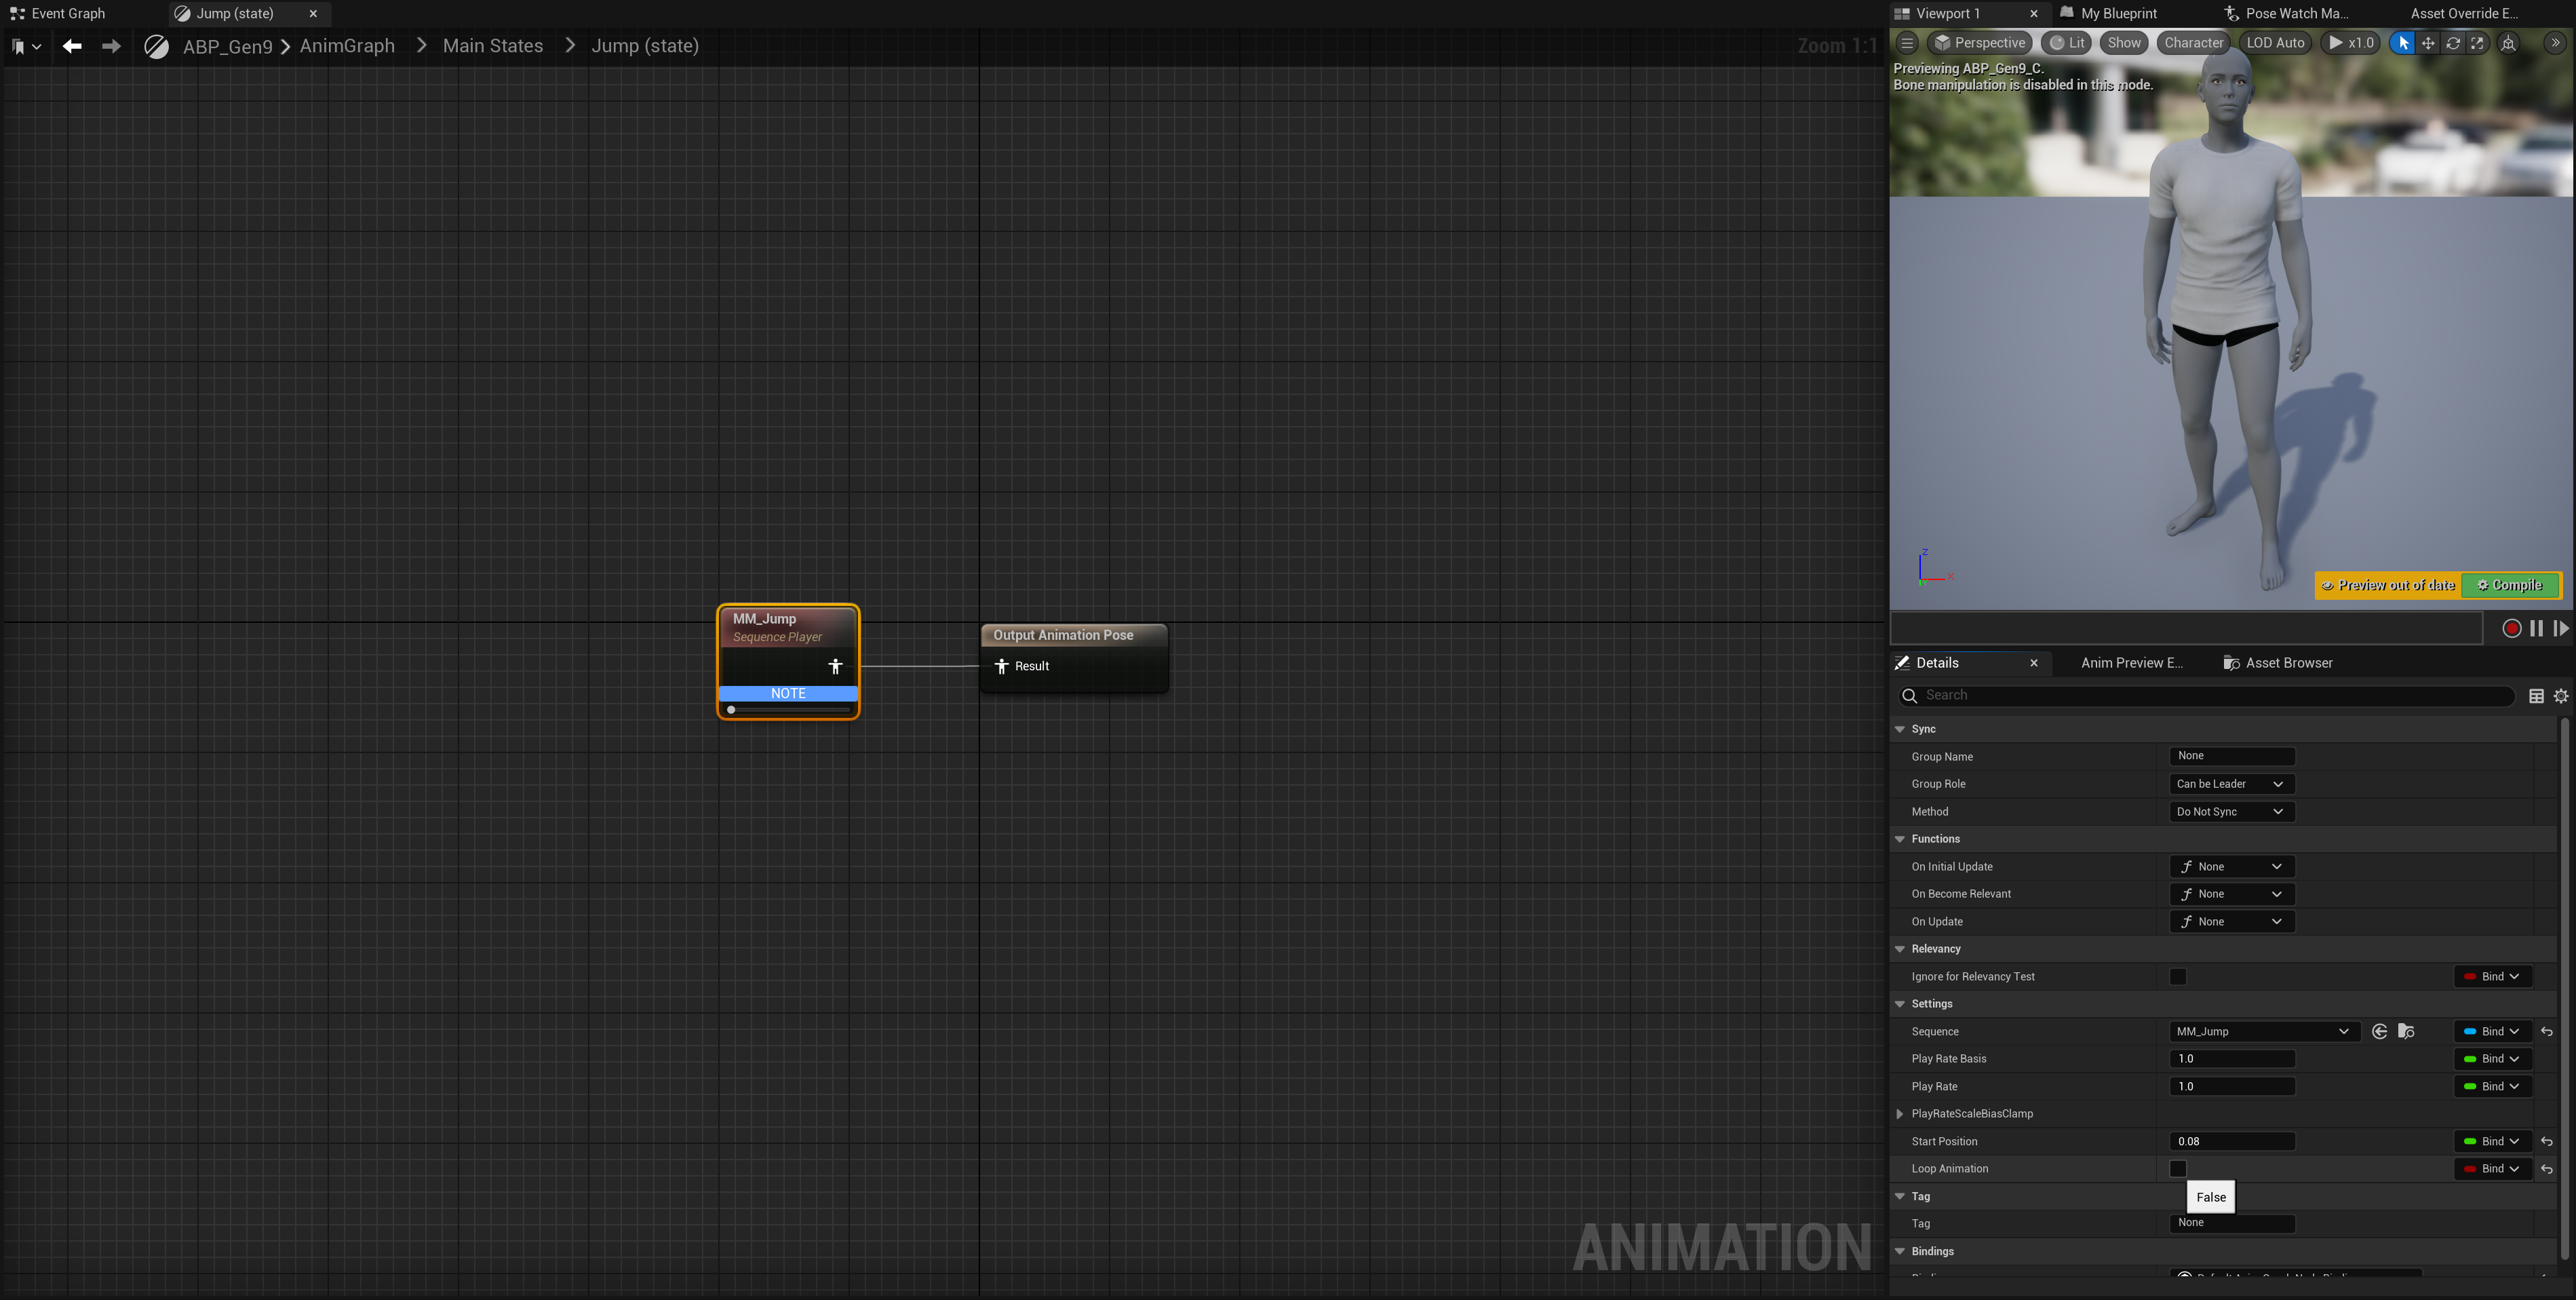 Event Graph
Jump (state)
ABP_Gen9 > AnimGraph > Main States > Jump (state)
Zoom 1:1
MM_Jump
Sequence Player
NOTE
Output Animation Pose
Result
ANIMATION
Viewport 1
My Blueprint
Pose Watch Ma...
Asset Override E...
Perspective
Lit
Show
Character
LOD Auto
x1.0
Previewing ABP_Gen9_C.
Bone manipulation is disabled in this mode.
Z
X
Preview out of date
Compile
Details
Anim Preview E...
Asset Browser
Search
Sync
Group Name None
Group Role Can be Leader
Method Do Not Sync
Functions
On Initial Update None
On Become Relevant None
On Update None
Relevancy
Ignore for Relevancy Test Bind
Settings
Sequence MM_Jump Bind
Play Rate Basis 1.0 Bind
Play Rate 1.0 Bind
PlayRateScaleBiasClamp
Start Position 0.08 Bind
Loop Animation Bind
Tag
False
Tag None
Bindings